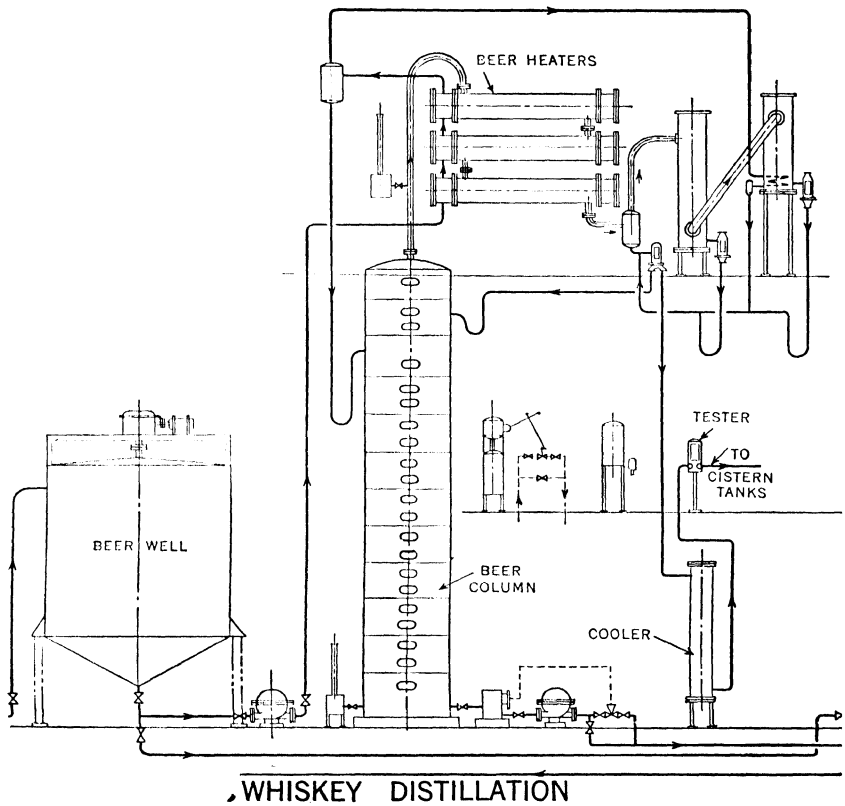 BEER HEATERS
TESTER
TO
CISTERN
TANKS
BEER WELL
BEER
COLUMN
COOLER
WHISKEY DISTILLATION